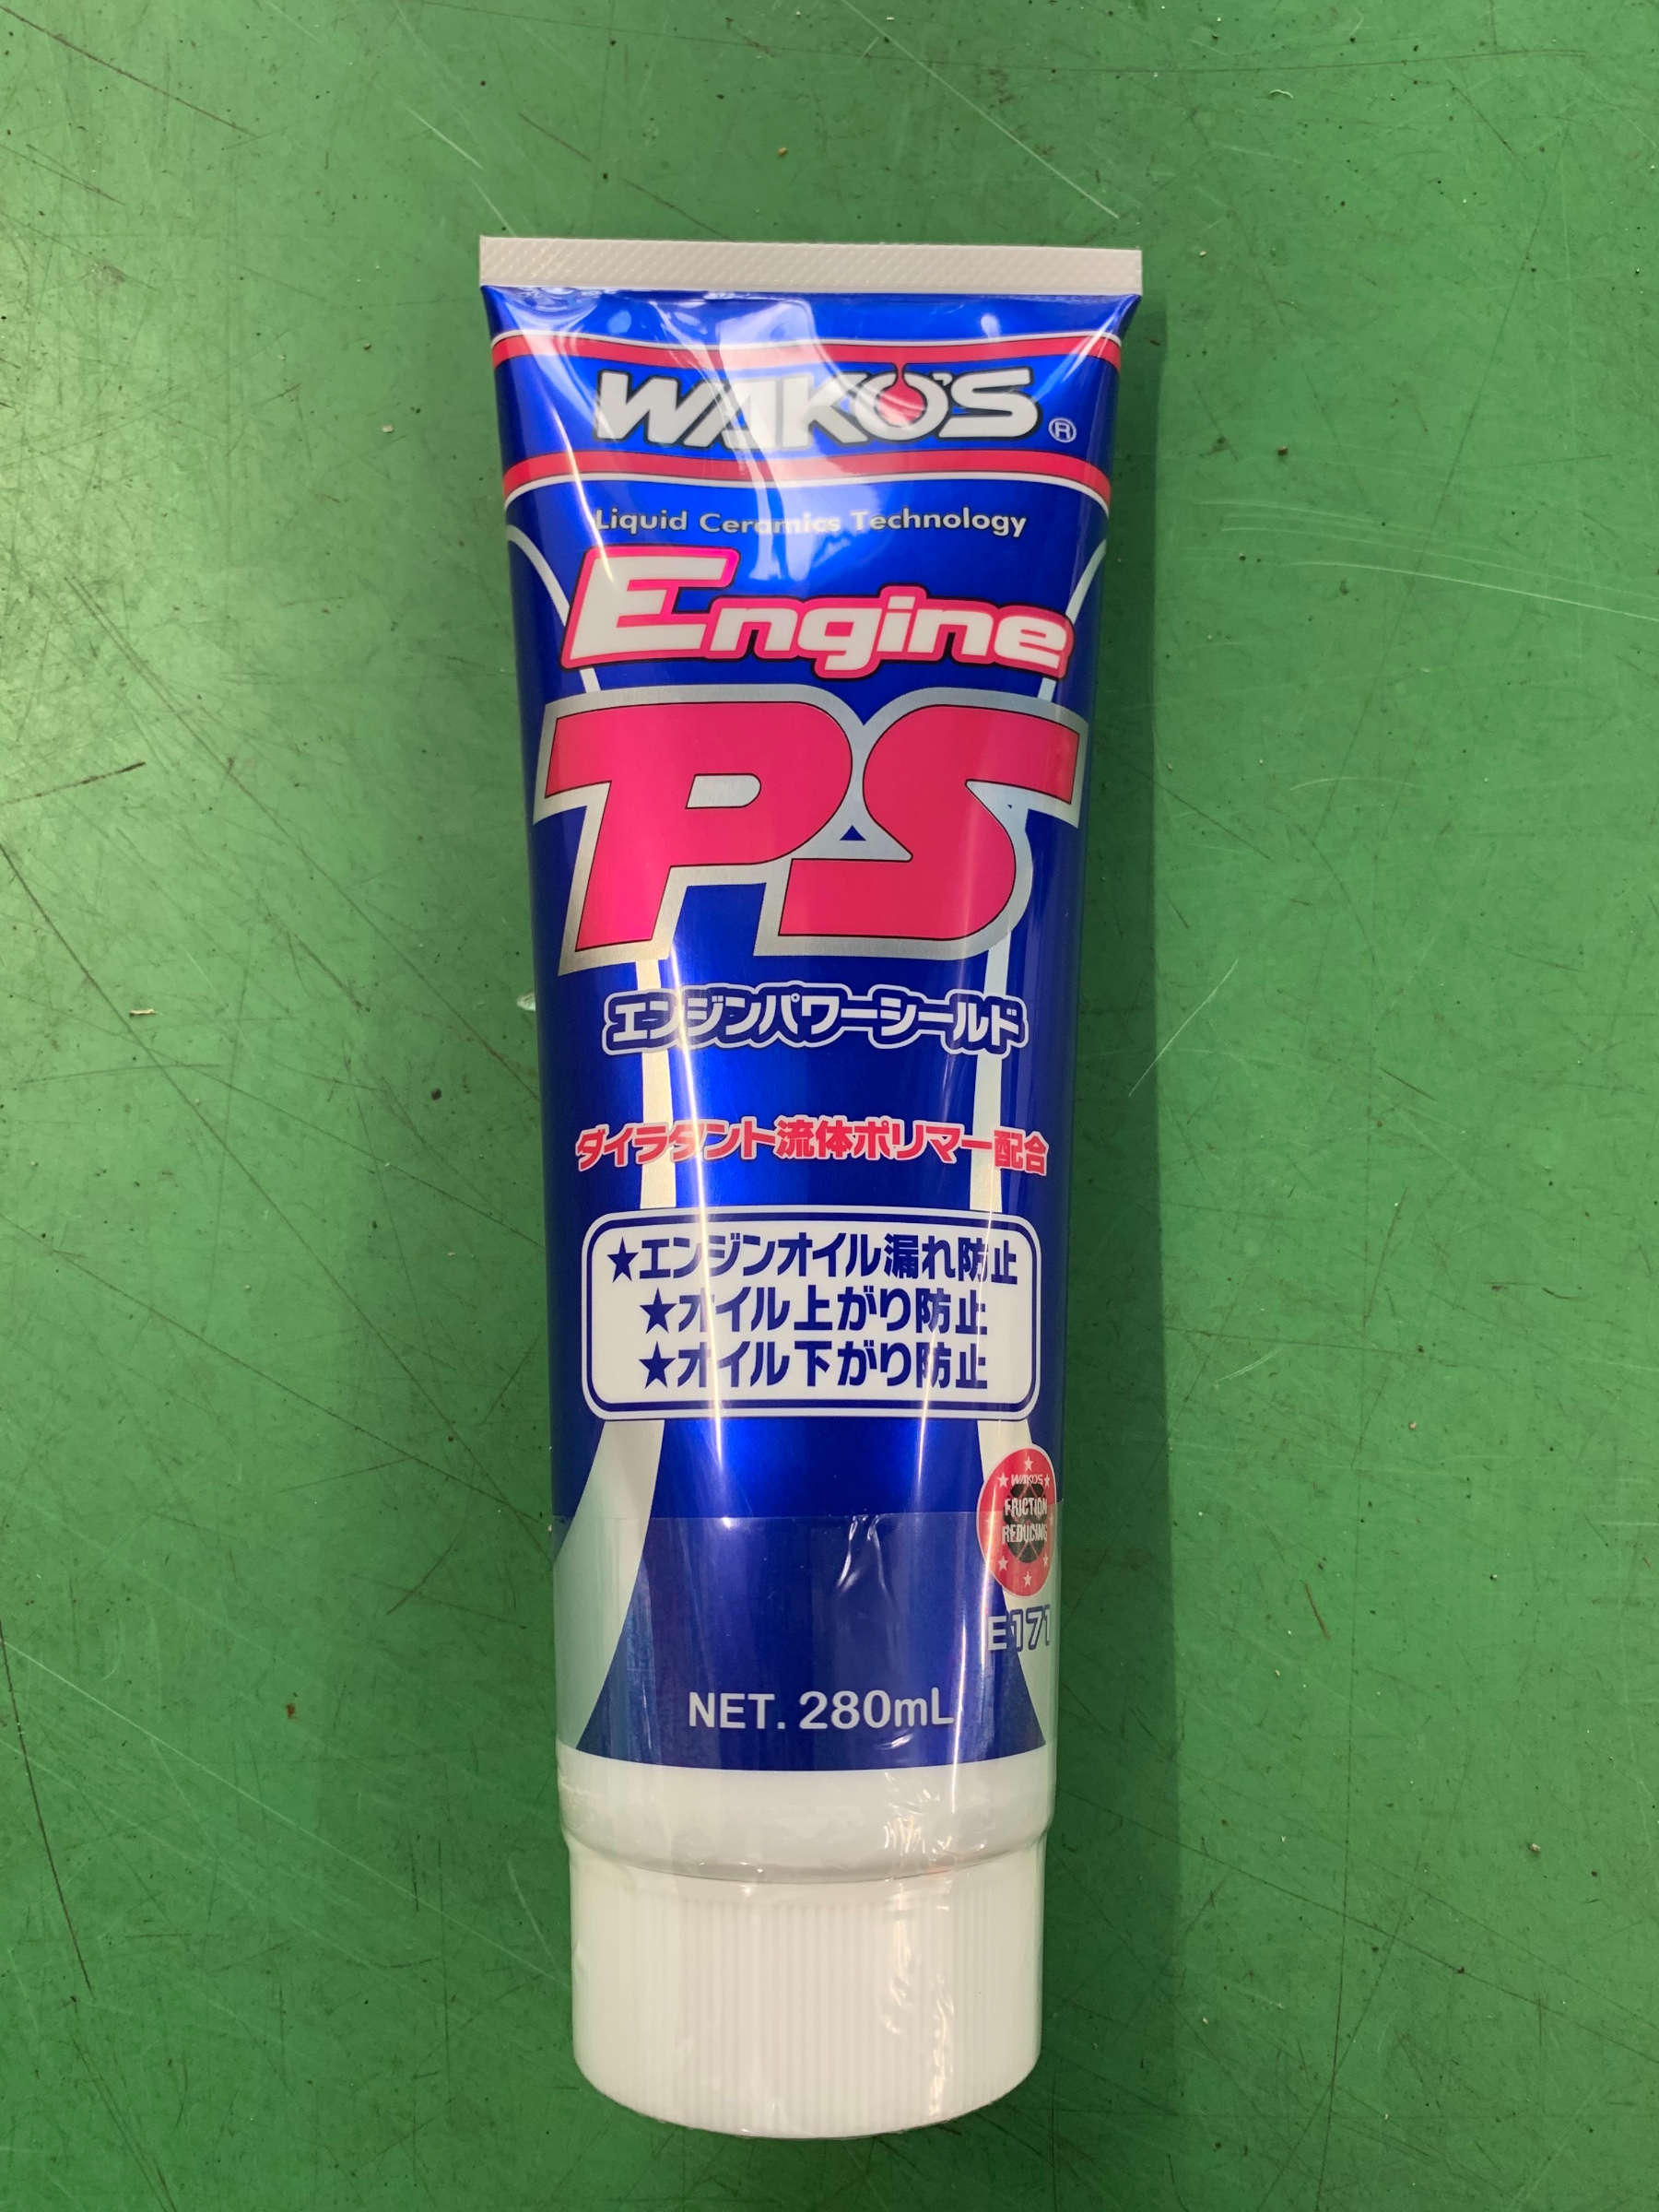 WAKO'S®
Liquid Ceramics Technology
Engine
PS
エンジンパワーシールド
ダイラタント流体ポリマー配合
★エンジンオイル漏れ防止
★オイル上がり防止
★オイル下がり防止
WAKO'S
FRICTION
REDUCING
E171
NET. 280mL